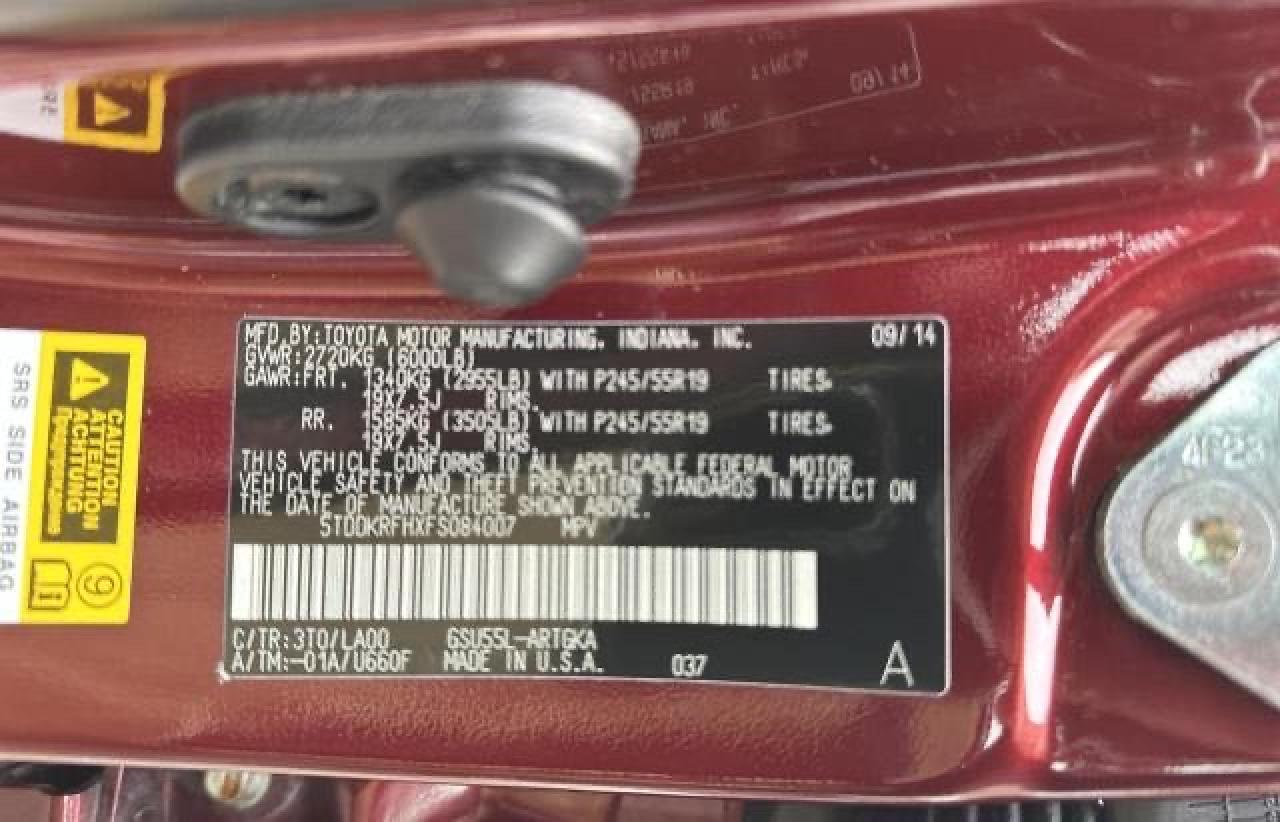 MFD.BY:TOYOTA MOTOR MANUFACTURING, INDIANA, INC. 09/14
GVWR:2720KG (6000LB)
GAWR:FRT. 1340KG (2955LB) WITH P245/55R19 TIRES,
19X7.5J RIMS,
RR. 1585KG (3505LB) WITH P245/55R19 TIRES,
19X7.5J RIMS.
THIS VEHICLE CONFORMS TO ALL APPLICABLE FEDERAL MOTOR
VEHICLE SAFETY AND THEFT PREVENTION STANDARDS IN EFFECT ON
THE DATE OF MANUFACTURE SHOWN ABOVE.
5TDDKRFHXFS084007 MPV
C/TR:3T0/LA00 GSU55L-ARTGKA
A/TM:-01A/U660F MADE IN U.S.A. 037 A
SRS SIDE AIRBAG
CAUTION
ATTENTION
ACHTUNG
9
4P23